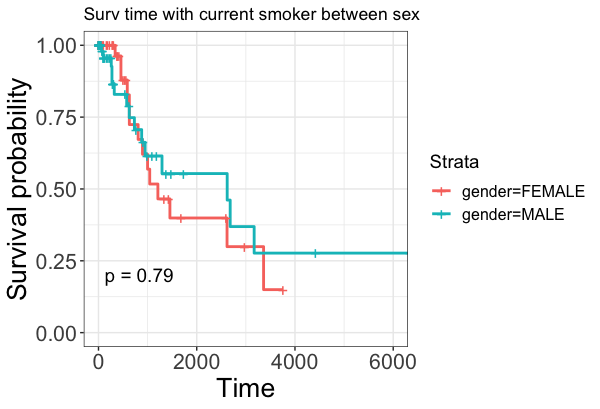 Surv time with current smoker between sex
Survival probability
1.00
0.75
0.50
0.25
0.00
p = 0.79
0
2000
4000
6000
Time
Strata
gender=FEMALE
gender=MALE